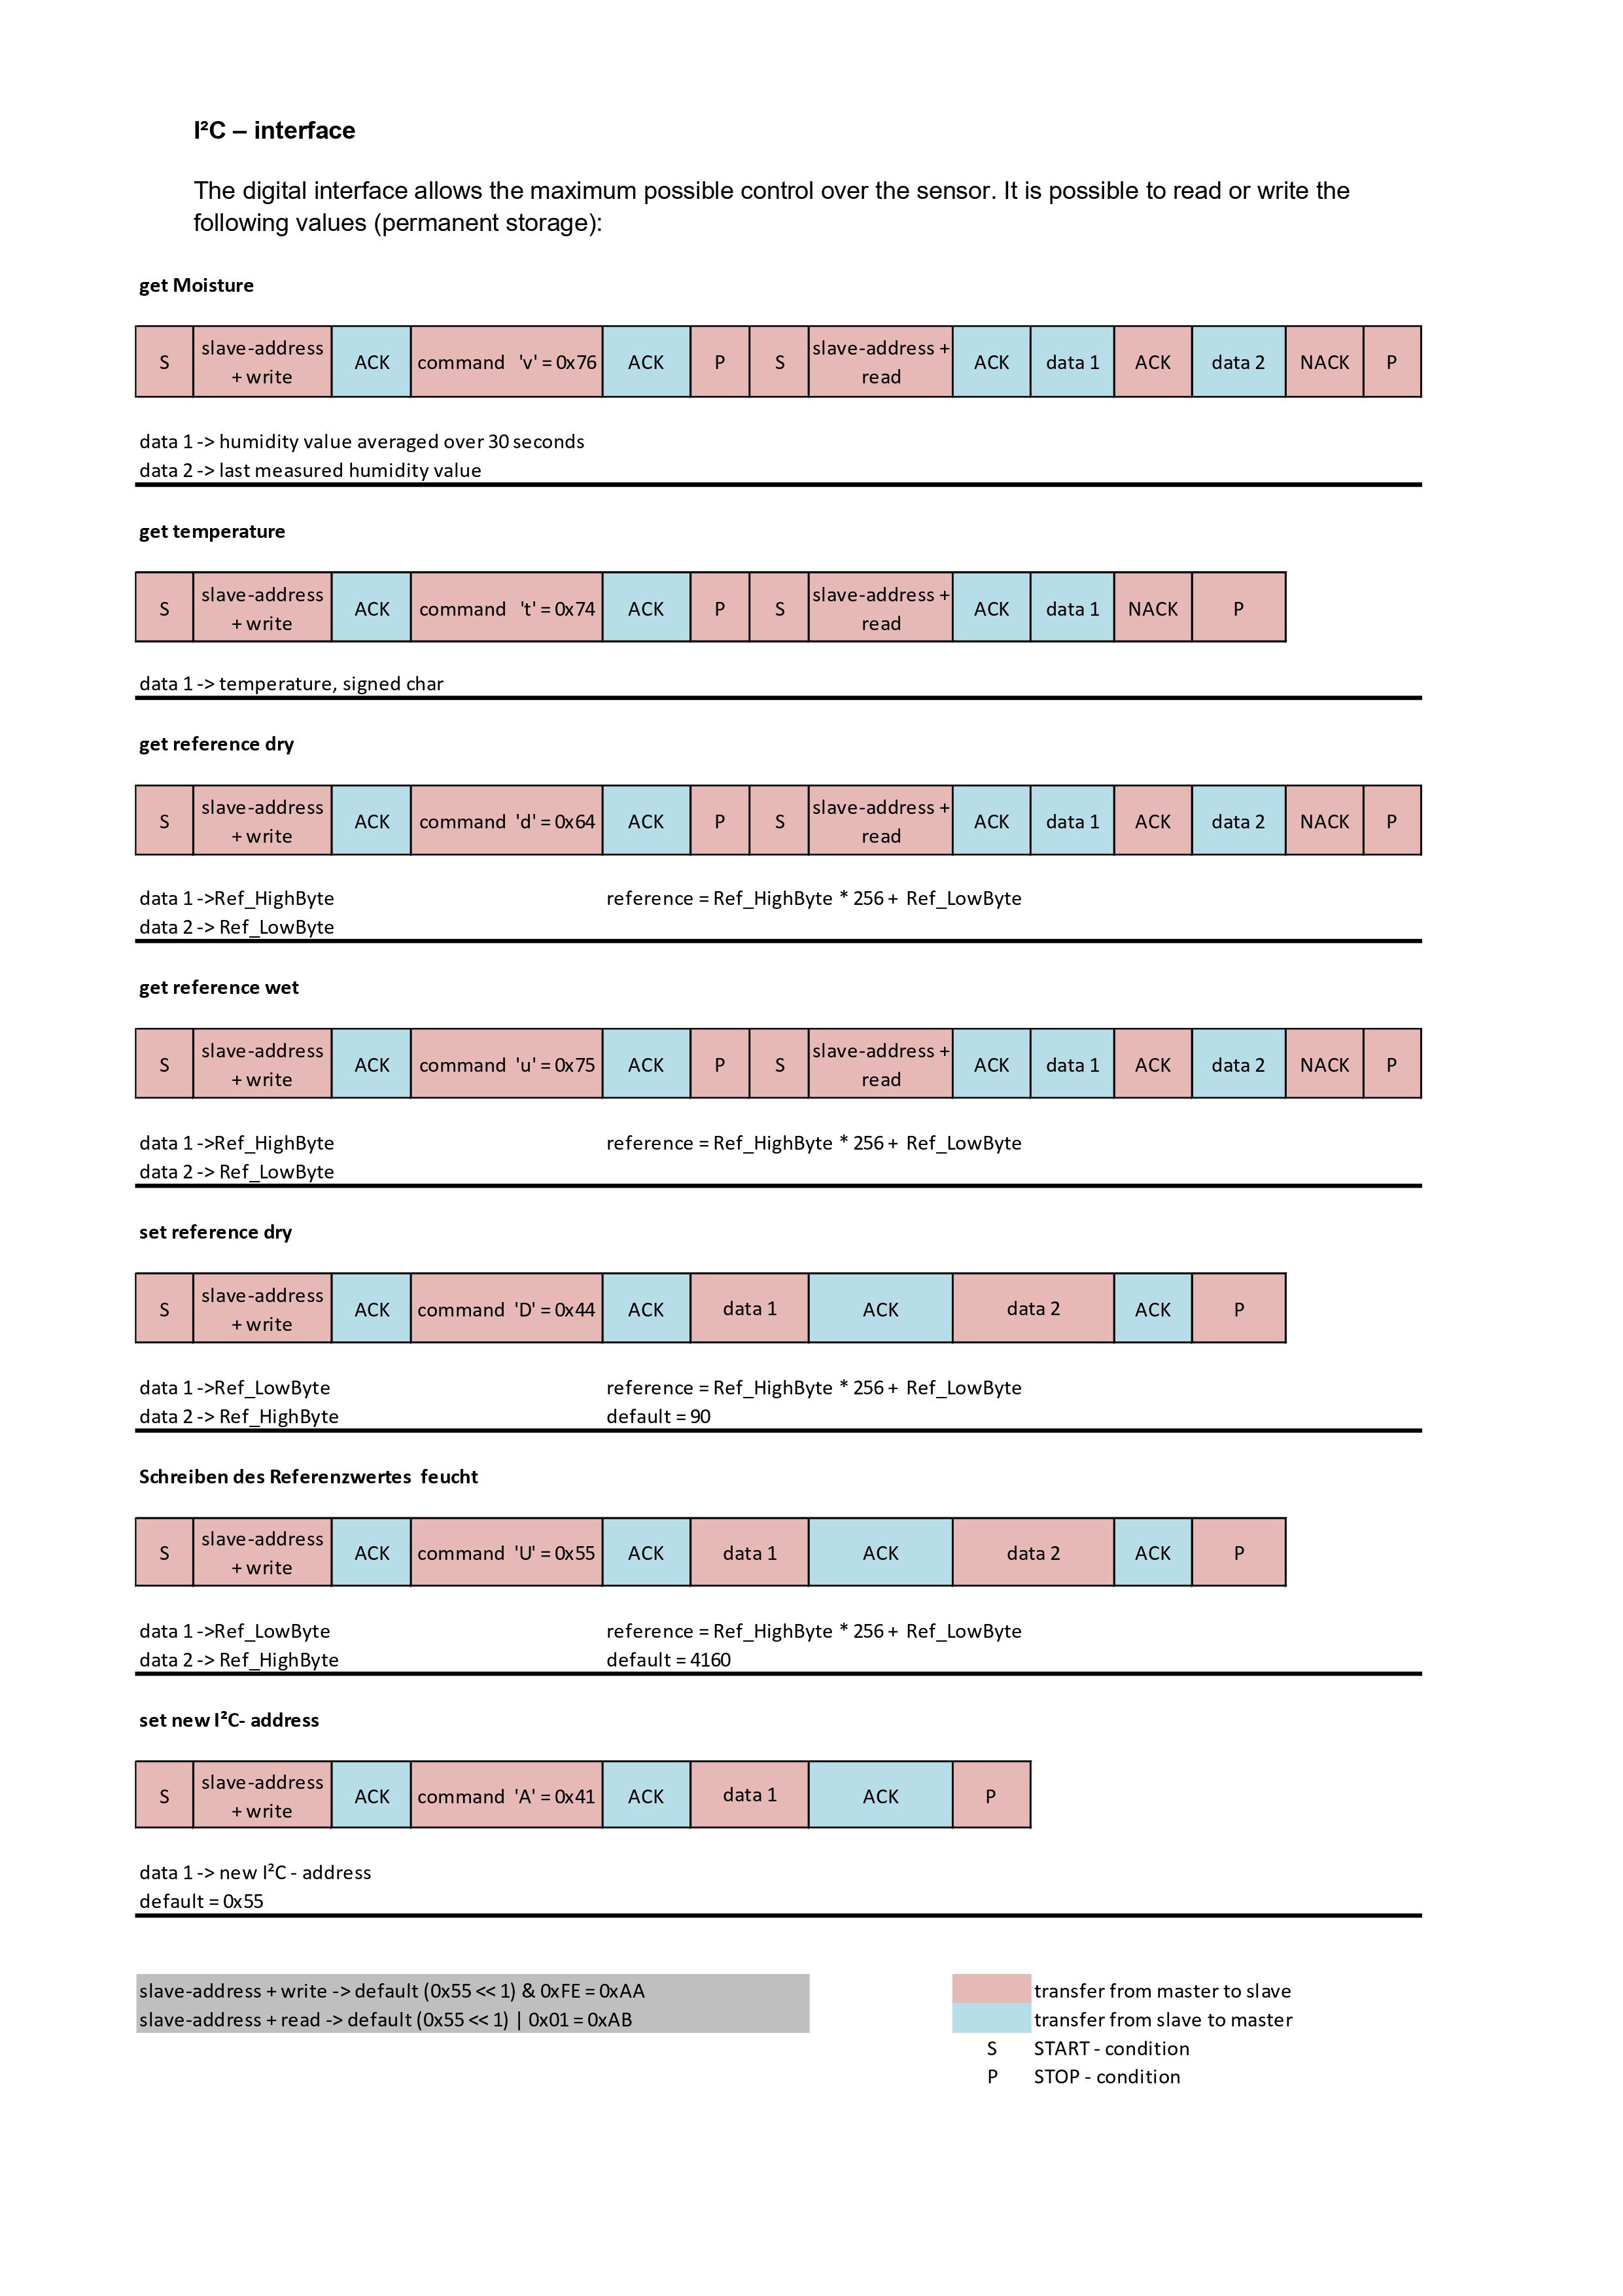 I²C – interface
The digital interface allows the maximum possible control over the sensor. It is possible to read or write the
following values (permanent storage):
get Moisture
S slave-address + write ACK command 'v' = 0x76 ACK P S slave-address + read ACK data 1 ACK data 2 NACK P
data 1 -> humidity value averaged over 30 seconds
data 2 -> last measured humidity value
get temperature
S slave-address + write ACK command 't' = 0x74 ACK P S slave-address + read ACK data 1 NACK P
data 1 -> temperature, signed char
get reference dry
S slave-address + write ACK command 'd' = 0x64 ACK P S slave-address + read ACK data 1 ACK data 2 NACK P
data 1 ->Ref_HighByte reference = Ref_HighByte * 256 + Ref_LowByte
data 2 -> Ref_LowByte
get reference wet
S slave-address + write ACK command 'u' = 0x75 ACK P S slave-address + read ACK data 1 ACK data 2 NACK P
data 1 ->Ref_HighByte reference = Ref_HighByte * 256 + Ref_LowByte
data 2 -> Ref_LowByte
set reference dry
S slave-address + write ACK command 'D' = 0x44 ACK data 1 ACK data 2 ACK P
data 1 ->Ref_LowByte reference = Ref_HighByte * 256 + Ref_LowByte
data 2 -> Ref_HighByte default = 90
Schreiben des Referenzwertes feucht
S slave-address + write ACK command 'U' = 0x55 ACK data 1 ACK data 2 ACK P
data 1 ->Ref_LowByte reference = Ref_HighByte * 256 + Ref_LowByte
data 2 -> Ref_HighByte default = 4160
set new I²C- address
S slave-address + write ACK command 'A' = 0x41 ACK data 1 ACK P
data 1 -> new I²C - address
default = 0x55
slave-address + write -> default (0x55 << 1) & 0xFE = 0xAA
slave-address + read -> default (0x55 << 1) | 0x01 = 0xAB
transfer from master to slave
transfer from slave to master
S START - condition
P STOP - condition